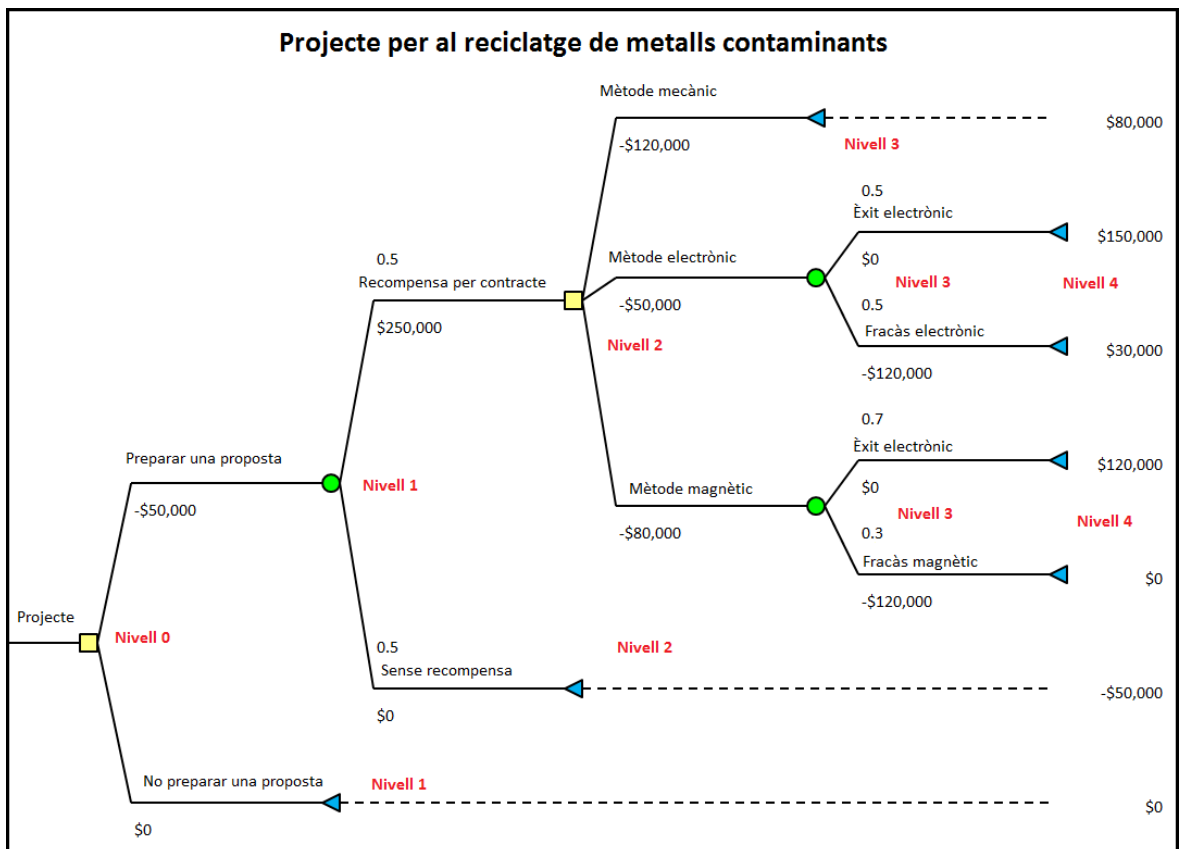 Projecte per al reciclatge de metalls contaminants
Mètode mecànic
-$120,000
Nivell 3
$80,000
0.5
Èxit electrònic
$0
$150,000
0.5
Recompensa per contracte
$250,000
Mètode electrònic
-$50,000
Nivell 3
Nivell 4
0.5
Fracàs electrònic
-$120,000
$30,000
Nivell 2
0.7
Èxit electrònic
$0
$120,000
Preparar una proposta
-$50,000
Nivell 1
Mètode magnètic
-$80,000
Nivell 3
Nivell 4
0.3
Fracàs magnètic
-$120,000
$0
Projecte
Nivell 0
0.5
Sense recompensa
$0
Nivell 2
-$50,000
No preparar una proposta
$0
Nivell 1
$0